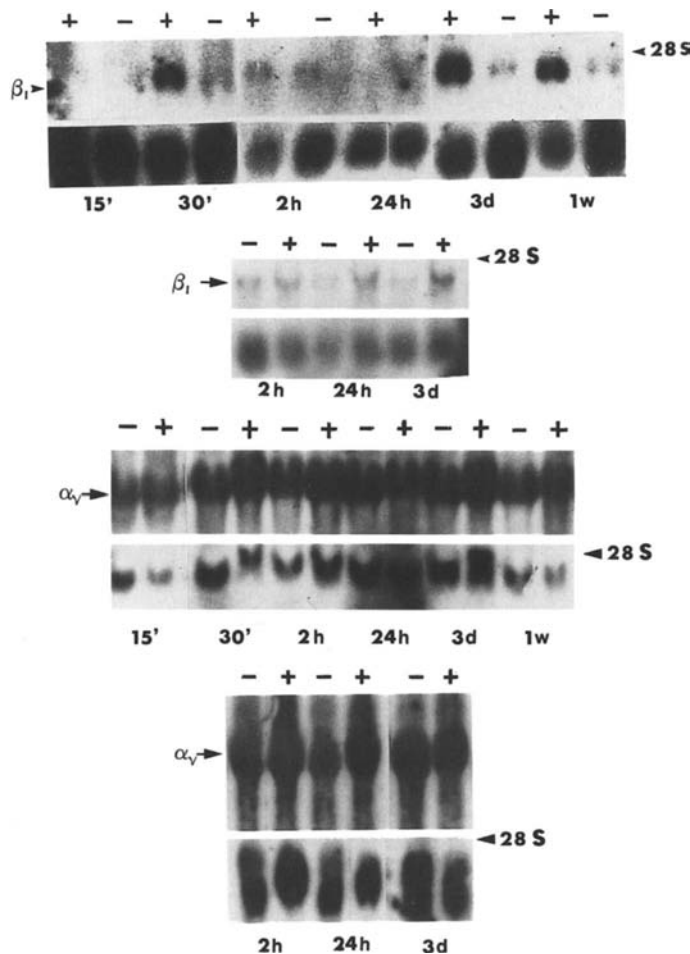 + − + − + − + + − + −
◄28S
β₁
15' 30' 2h 24h 3d 1w
− + − + − +
◄28 S
β₁
2h 24h 3d
− + − + − + − + − + − +
αv
◄28 S
15' 30' 2h 24h 3d 1w
− + − + − +
αv
◄28 S
2h 24h 3d